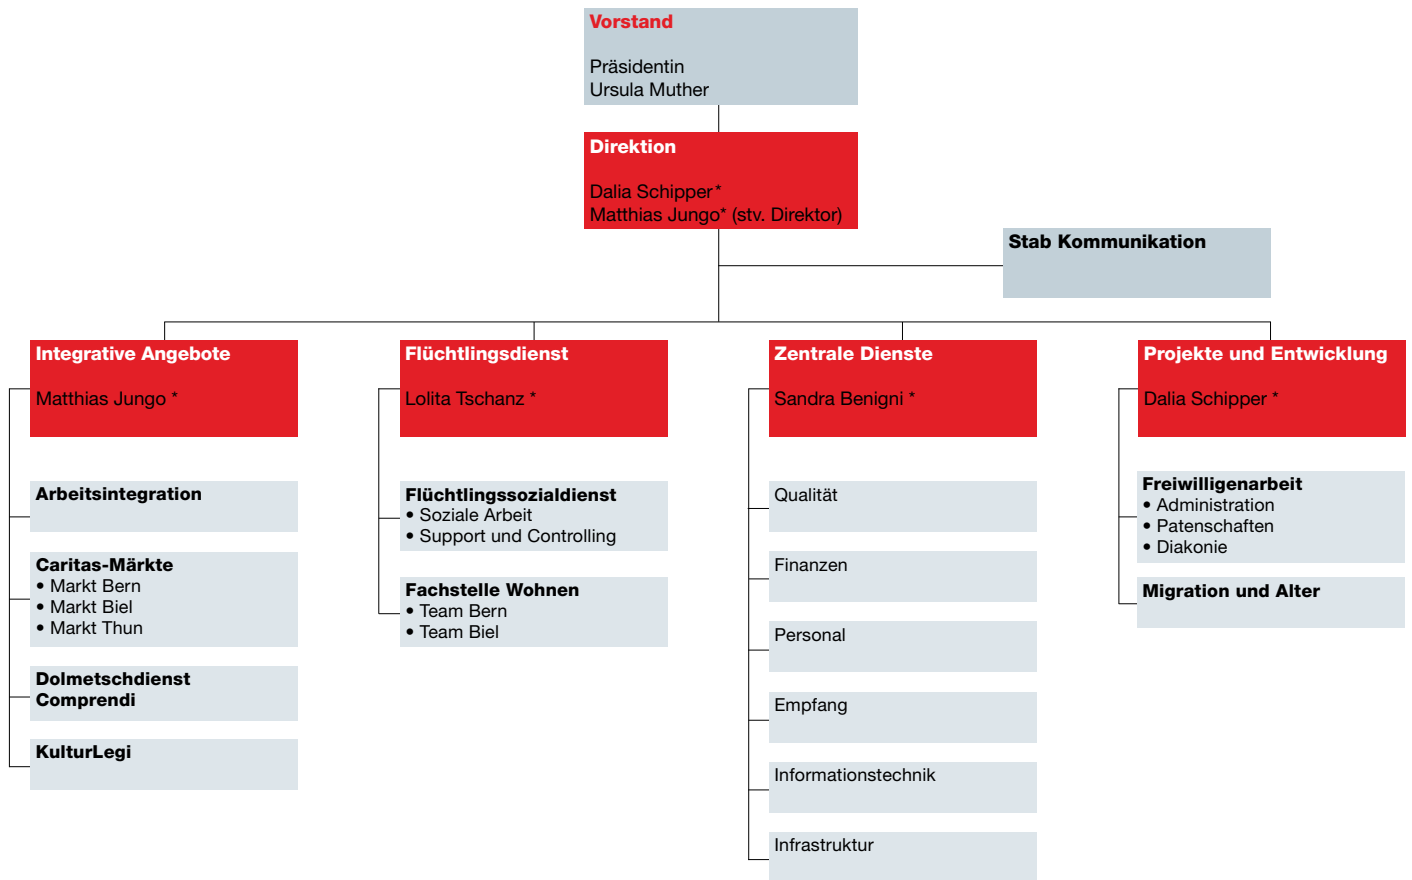 Vorstand
Präsidentin
Ursula Muther
Direktion
Dalia Schipper*
Matthias Jungo* (stv. Direktor)
Stab Kommunikation
Integrative Angebote
Matthias Jungo *
Arbeitsintegration
Caritas-Märkte
• Markt Bern
• Markt Biel
• Markt Thun
Dolmetschdienst
Comprendi
KulturLegi
Flüchtlingsdienst
Lolita Tschanz *
Flüchtlingssozialdienst
• Soziale Arbeit
• Support und Controlling
Fachstelle Wohnen
• Team Bern
• Team Biel
Zentrale Dienste
Sandra Benigni *
Qualität
Finanzen
Personal
Empfang
Informationstechnik
Infrastruktur
Projekte und Entwicklung
Dalia Schipper *
Freiwilligenarbeit
• Administration
• Patenschaften
• Diakonie
Migration und Alter